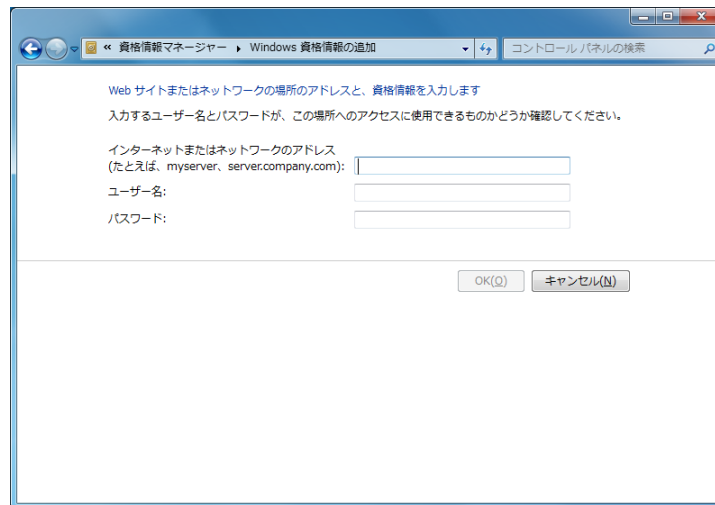 « 資格情報マネージャー ▸ Windows 資格情報の追加
コントロール パネルの検索
Web サイトまたはネットワークの場所のアドレスと、資格情報を入力します
入力するユーザー名とパスワードが、この場所へのアクセスに使用できるものかどうか確認してください。
インターネットまたはネットワークのアドレス
(たとえば、myserver、server.company.com):
ユーザー名:
パスワード:
OK(O)
キャンセル(N)